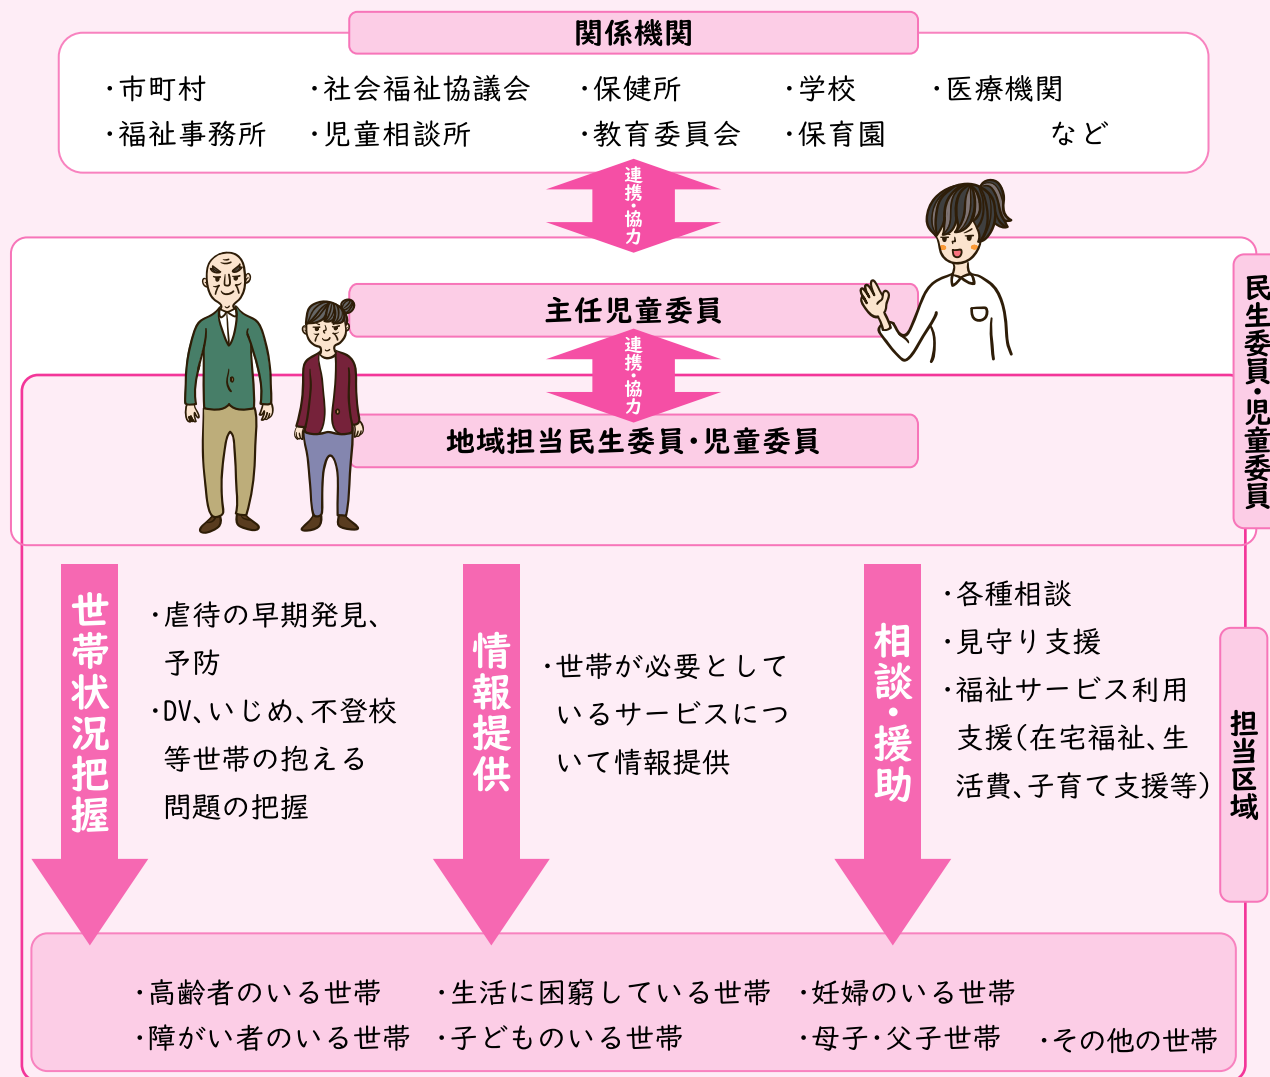 関係機関
・市町村
・福祉事務所
・社会福祉協議会
・児童相談所
・保健所
・教育委員会
・学校
・保育園
・医療機関
など
連携・協力
主任児童委員
連携・協力
地域担当民生委員・児童委員
民生委員・児童委員
世帯状況把握
・虐待の早期発見、
予防
・DV、いじめ、不登校
等世帯の抱える
問題の把握
情報提供
・世帯が必要として
いるサービスにつ
いて情報提供
相談・援助
・各種相談
・見守り支援
・福祉サービス利用
支援(在宅福祉、生
活費、子育て支援等)
担当区域
・高齢者のいる世帯
・障がい者のいる世帯
・生活に困窮している世帯
・子どものいる世帯
・妊婦のいる世帯
・母子・父子世帯
・その他の世帯